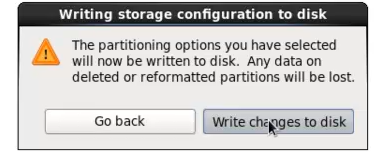 Writing storage configuration to disk
The partitioning options you have selected
will now be written to disk.  Any data on
deleted or reformatted partitions will be lost.
Go back
Write changes to disk